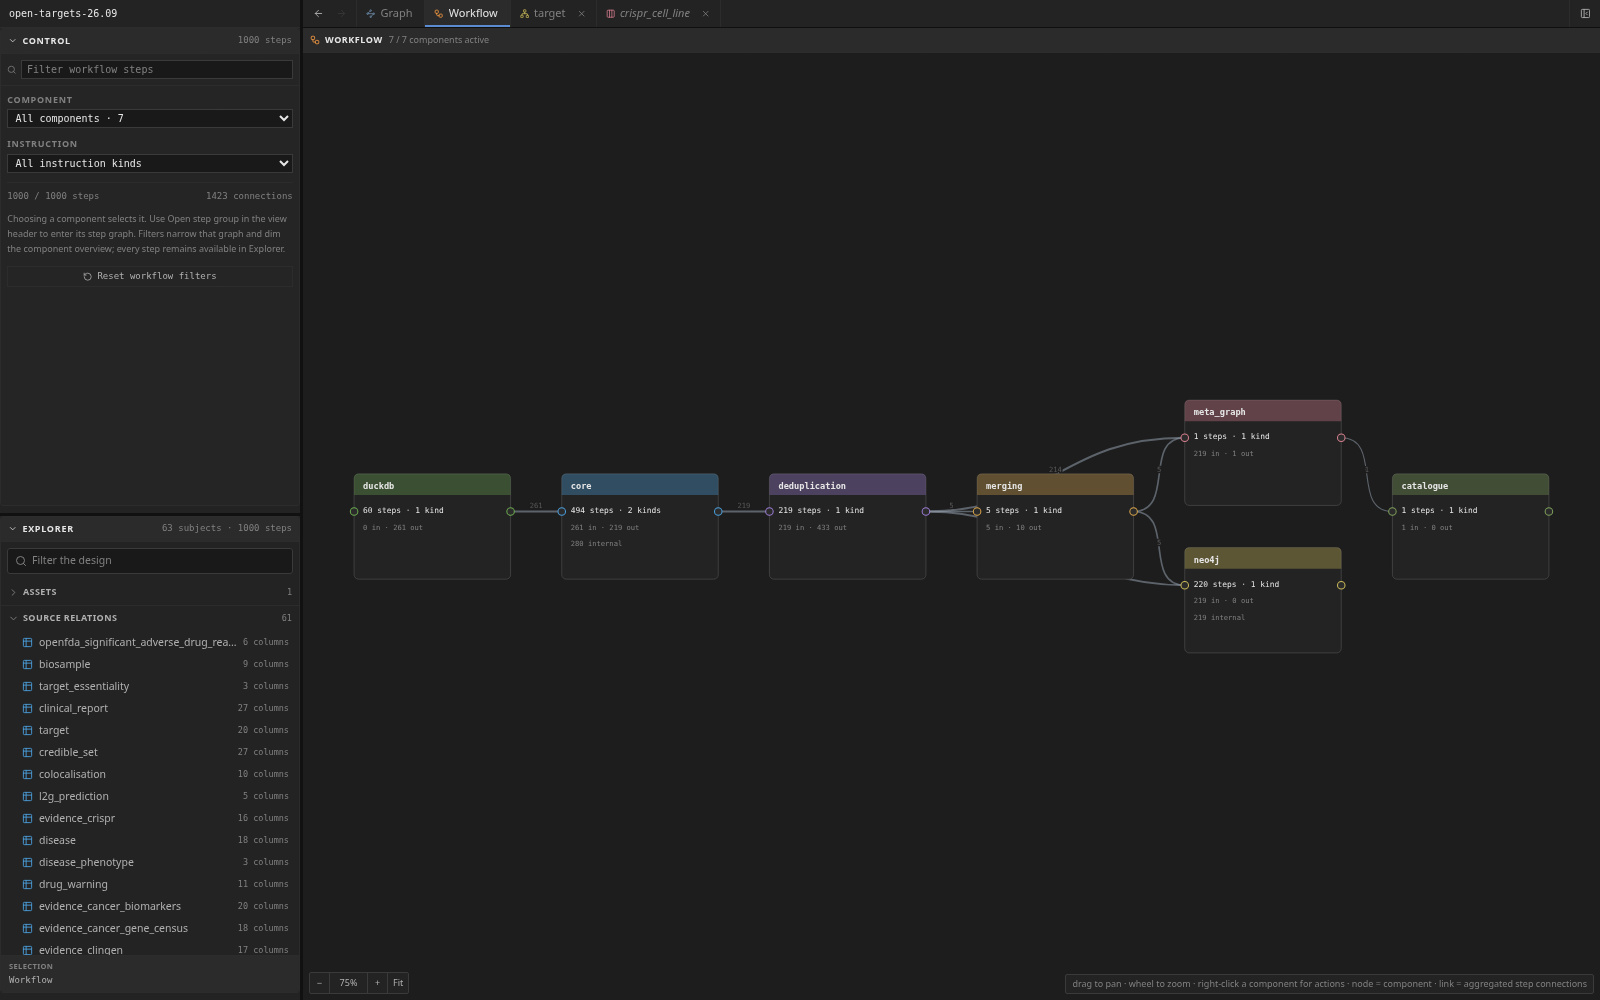 open-targets-26.09
Graph
Workflow
target
crispr_cell_line
CONTROL
1000 steps
WORKFLOW 7 / 7 components active
Filter workflow steps
COMPONENT
All components · 7
INSTRUCTION
All instruction kinds
1000 / 1000 steps
1423 connections
Choosing a component selects it. Use Open step group in the view
header to enter its step graph. Filters narrow that graph and dim
the component overview; every step remains available in Explorer.
Reset workflow filters
EXPLORER
63 subjects · 1000 steps
Filter the design
ASSETS
1
SOURCE RELATIONS
61
openfda_significant_adverse_drug_rea... 6 columns
biosample 9 columns
target_essentiality 3 columns
clinical_report 27 columns
target 20 columns
credible_set 27 columns
colocalisation 10 columns
l2g_prediction 5 columns
evidence_crispr 16 columns
disease 18 columns
disease_phenotype 3 columns
drug_warning 11 columns
evidence_cancer_biomarkers 20 columns
evidence_cancer_gene_census 18 columns
evidence_clingen 17 columns
SELECTION
Workflow
duckdb
60 steps · 1 kind
0 in · 261 out
261
core
494 steps · 2 kinds
261 in · 219 out
280 internal
219
deduplication
219 steps · 1 kind
219 in · 433 out
5
214
merging
5 steps · 1 kind
5 in · 10 out
5
5
meta_graph
1 steps · 1 kind
219 in · 1 out
1
neo4j
220 steps · 1 kind
219 in · 0 out
219 internal
catalogue
1 steps · 1 kind
1 in · 0 out
− 75% + Fit
drag to pan · wheel to zoom · right-click a component for actions · node = component · link = aggregated step connections